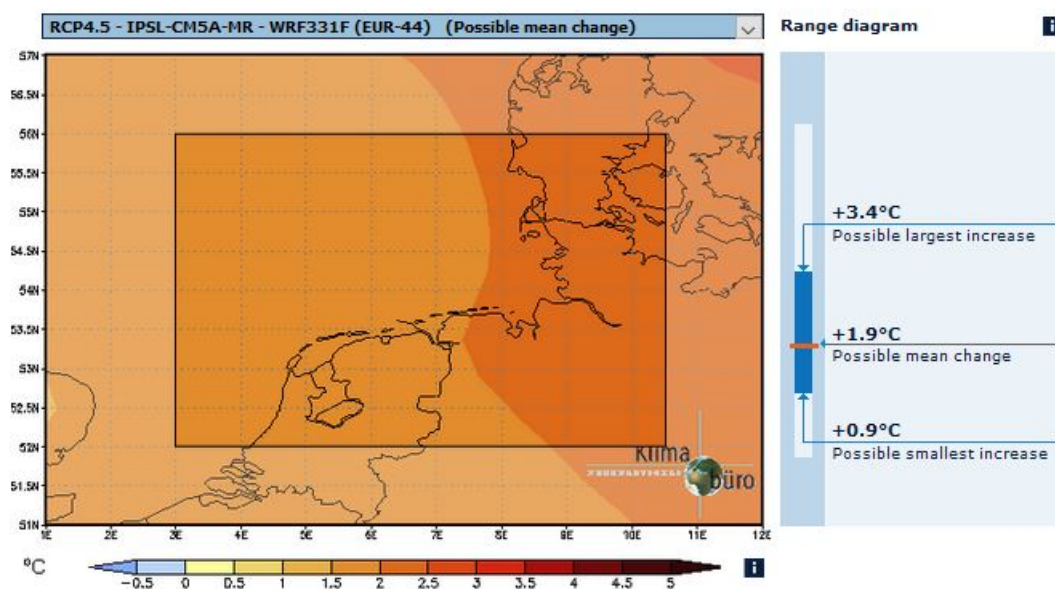 RCP4.5 - IPSL-CM5A-MR - WRF331F (EUR-44) (Possible mean change)
Range diagram
i
57N
56.5N
56N
55.5N
55N
54.5N
54N
53.5N
53N
52.5N
52N
51.5N
51N
1E 2E 3E 4E 5E 6E 7E 8E 9E 10E 11E 12E
Klima
büro
+3.4°C
Possible largest increase
+1.9°C
Possible mean change
+0.9°C
Possible smallest increase
°C
-0.5 0 0.5 1 1.5 2 2.5 3 3.5 4 4.5 5
i